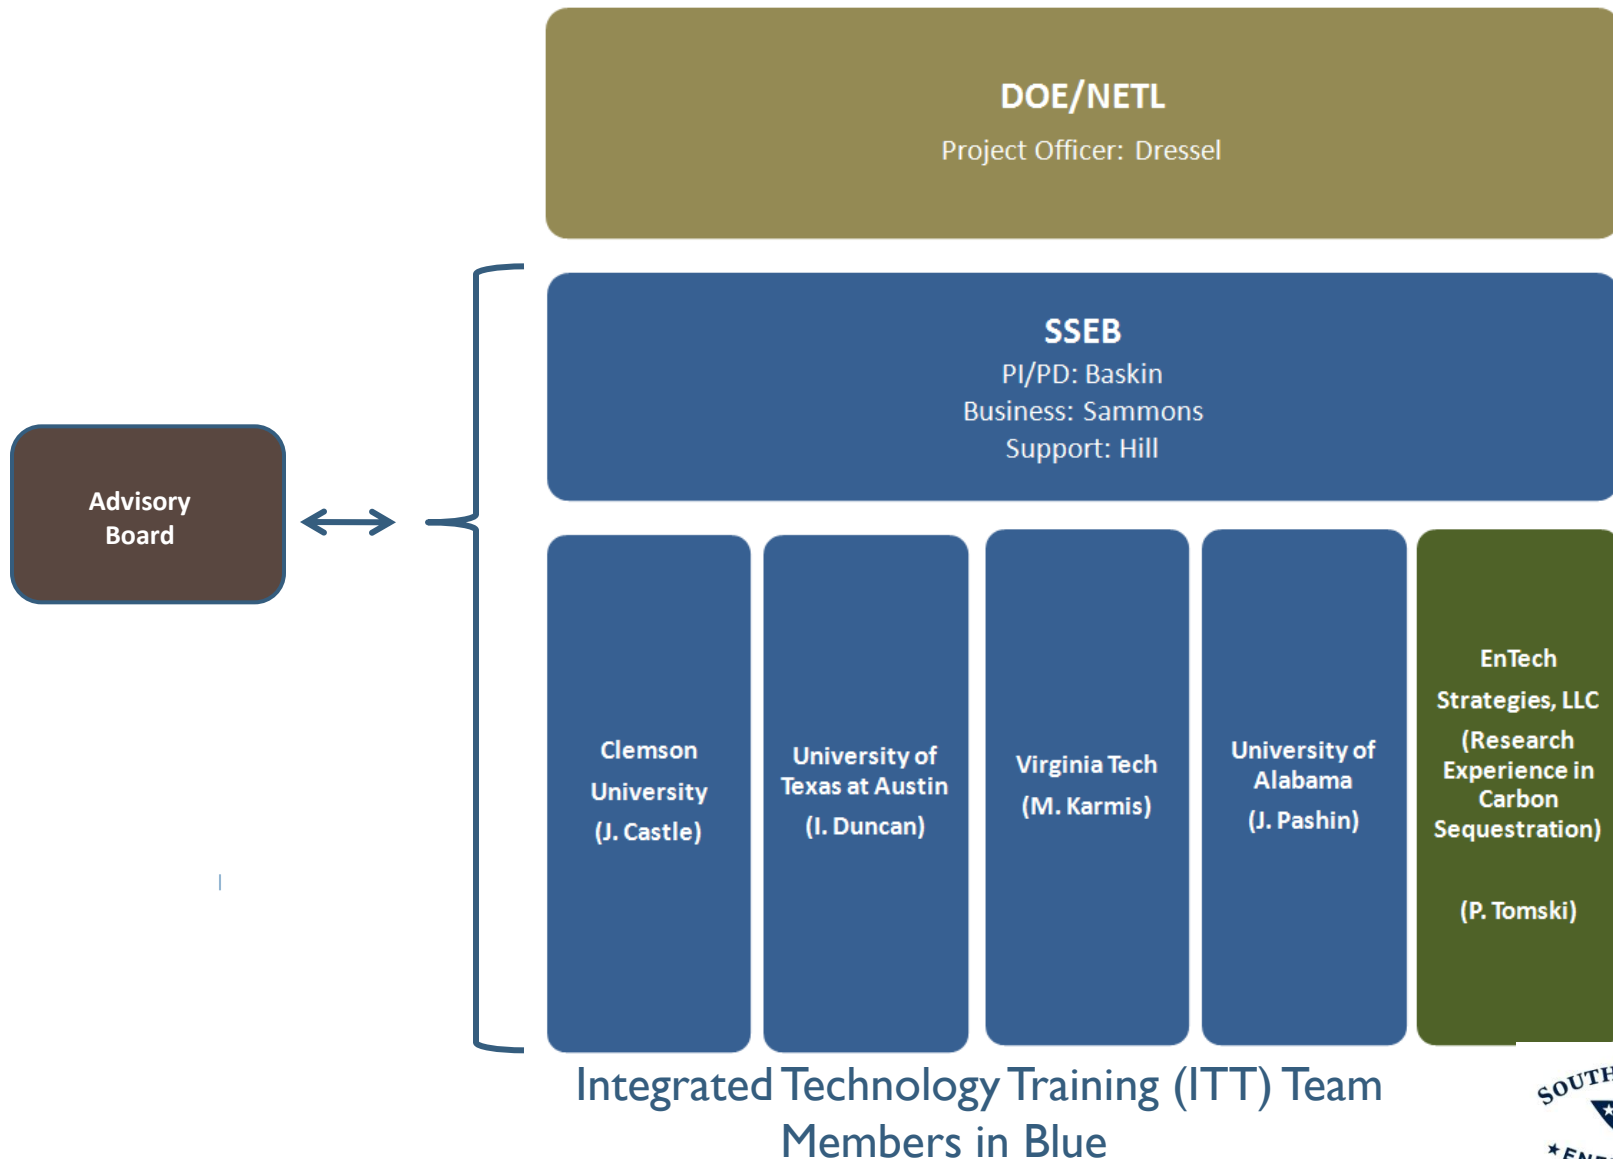 DOE/NETL
Project Officer: Dressel
SSEB
PI/PD: Baskin
Business: Sammons
Support: Hill
Advisory
Board
Clemson
University
(J. Castle)
University of
Texas at Austin
(I. Duncan)
Virginia Tech
(M. Karmis)
University of
Alabama
(J. Pashin)
EnTech
Strategies, LLC
(Research
Experience in
Carbon
Sequestration)
(P. Tomski)
Integrated Technology Training (ITT) Team
Members in Blue
SOUTH